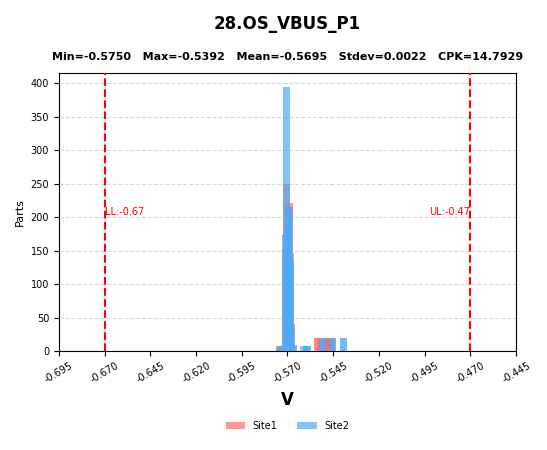 28.OS_VBUS_P1
Min=-0.5750 Max=-0.5392 Mean=-0.5695 Stdev=0.0022 CPK=14.7929
400
350
300
250
200
150
100
50
0
Parts
LL:-0.67
UL:-0.47
-0.695 -0.670 -0.645 -0.620 -0.595 -0.570 -0.545 -0.520 -0.495 -0.470 -0.445
V
Site1 Site2